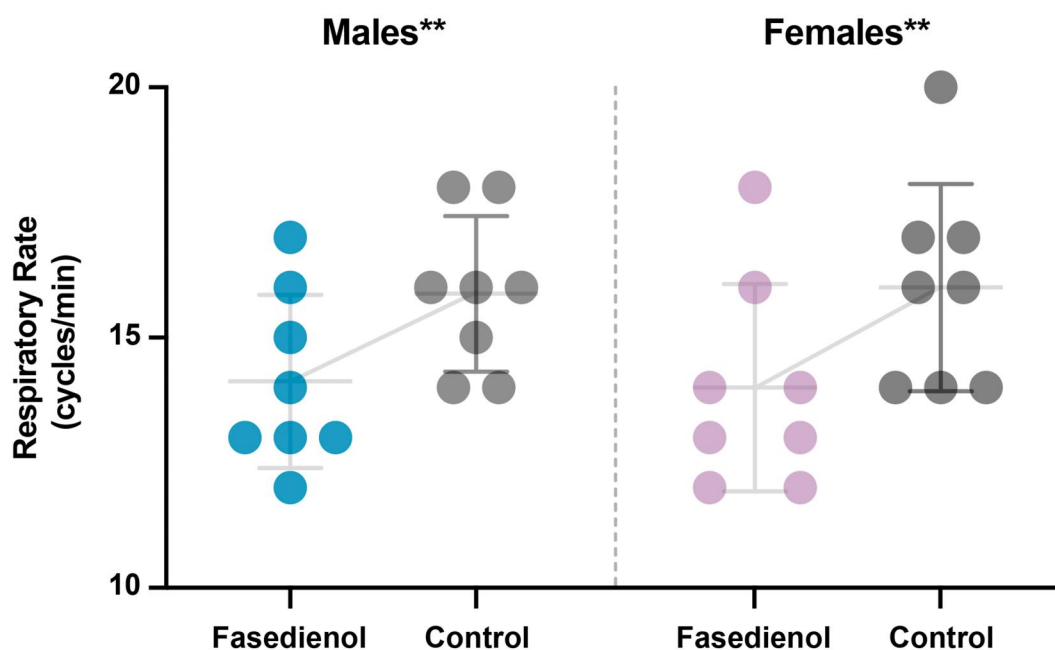 Males**
Females**
20
15
10
Respiratory Rate
(cycles/min)
Fasedienol
Control
Fasedienol
Control